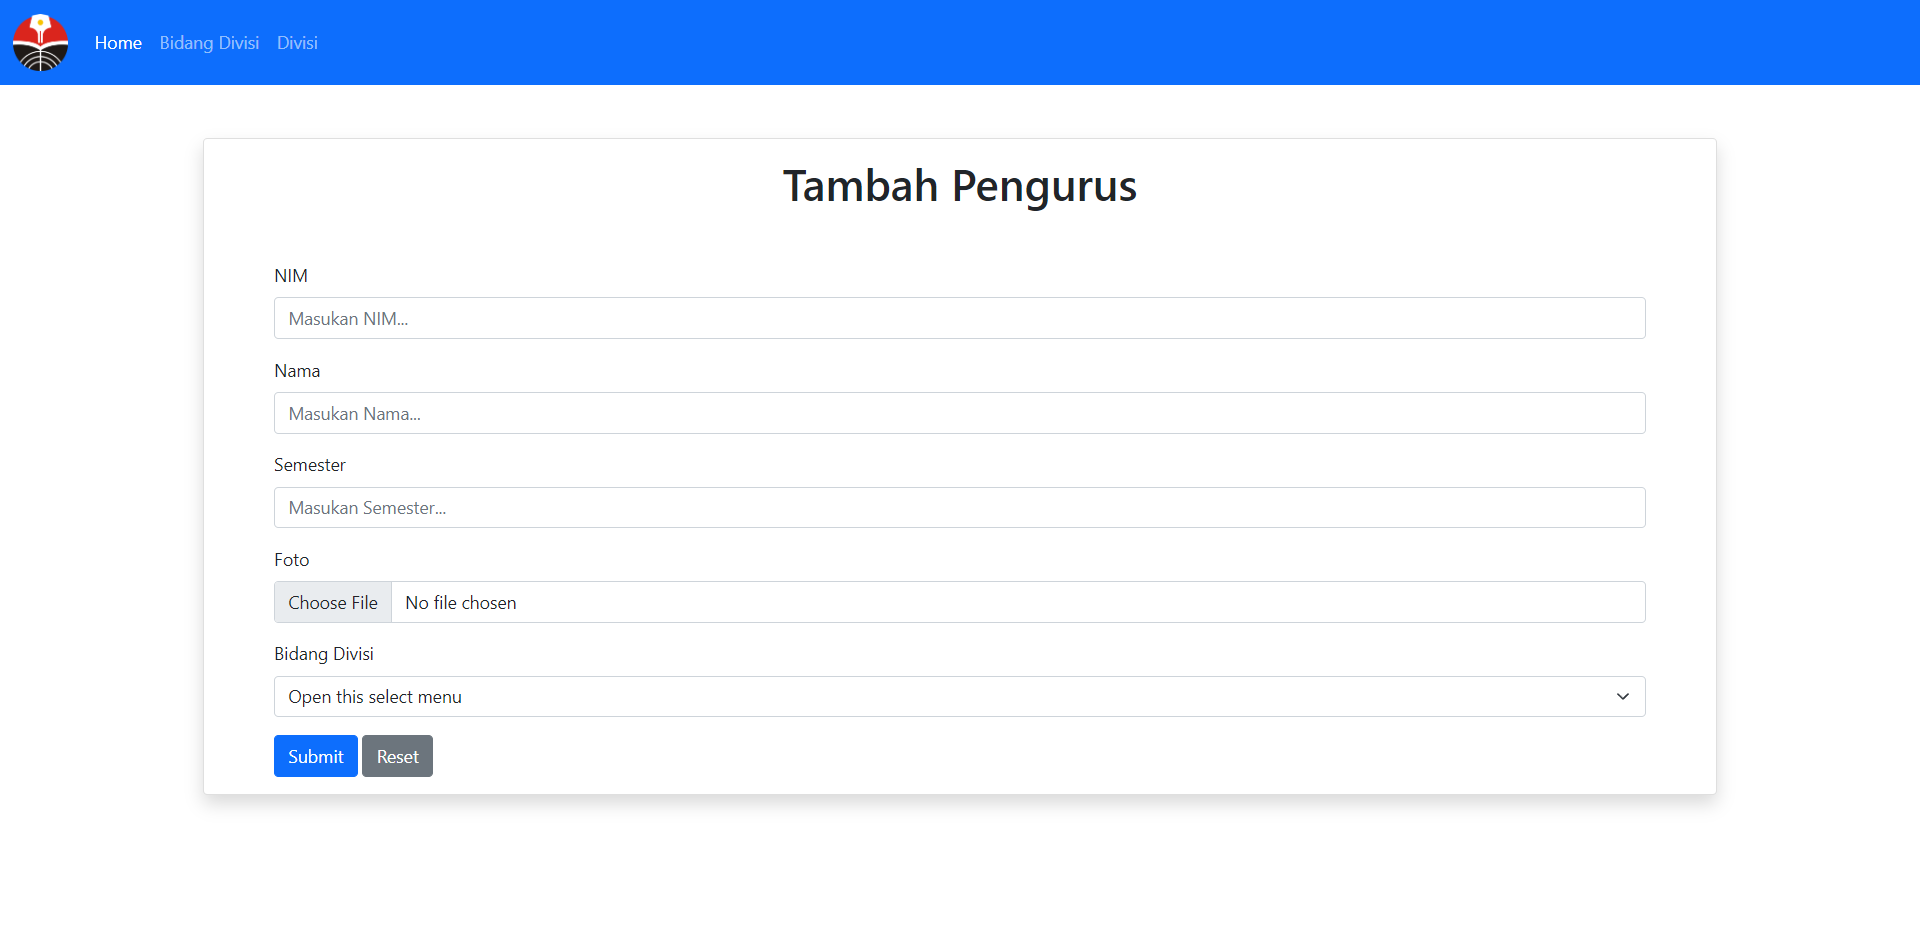 Home Bidang Divisi Divisi
Tambah Pengurus
NIM
Masukan NIM...
Nama
Masukan Nama...
Semester
Masukan Semester...
Foto
Choose File No file chosen
Bidang Divisi
Open this select menu
Submit Reset